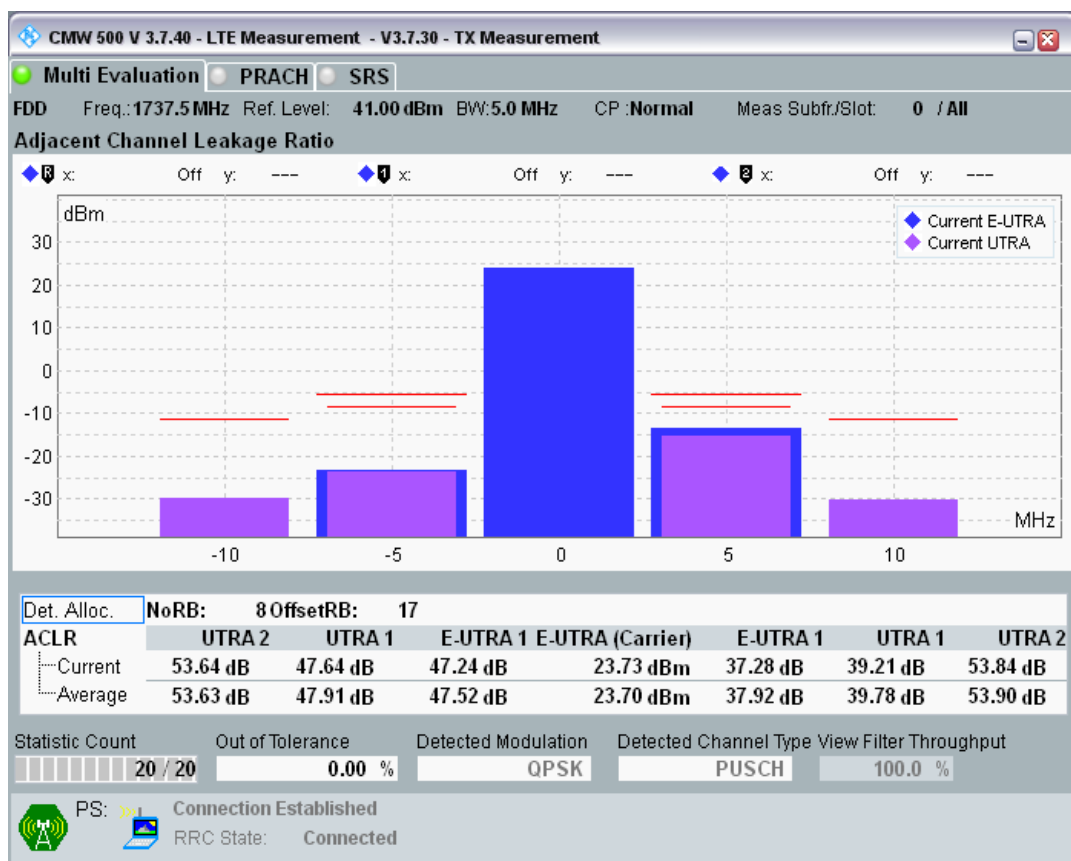 CMW 500 V 3.7.40 - LTE Measurement - V3.7.30 - TX Measurement
Multi Evaluation PRACH SRS
FDD Freq.: 1737.5 MHz Ref. Level: 41.00 dBm BW: 5.0 MHz CP : Normal Meas Subfr./Slot: 0 / All
Adjacent Channel Leakage Ratio
R x: Off y: --- 1 x: Off y: --- 2 x: Off y: ---
dBm
Current E-UTRA
Current UTRA
30
20
10
0
-10
-20
-30
MHz
-10 -5 0 5 10
Det. Alloc. NoRB: 8 OffsetRB: 17
ACLR UTRA 2 UTRA 1 E-UTRA 1 E-UTRA (Carrier) E-UTRA 1 UTRA 1 UTRA 2
Current 53.64 dB 47.64 dB 47.24 dB 23.73 dBm 37.28 dB 39.21 dB 53.84 dB
Average 53.63 dB 47.91 dB 47.52 dB 23.70 dBm 37.92 dB 39.78 dB 53.90 dB
Statistic Count Out of Tolerance Detected Modulation Detected Channel Type View Filter Throughput
20 / 20 0.00 % QPSK PUSCH 100.0 %
PS: Connection Established
RRC State: Connected